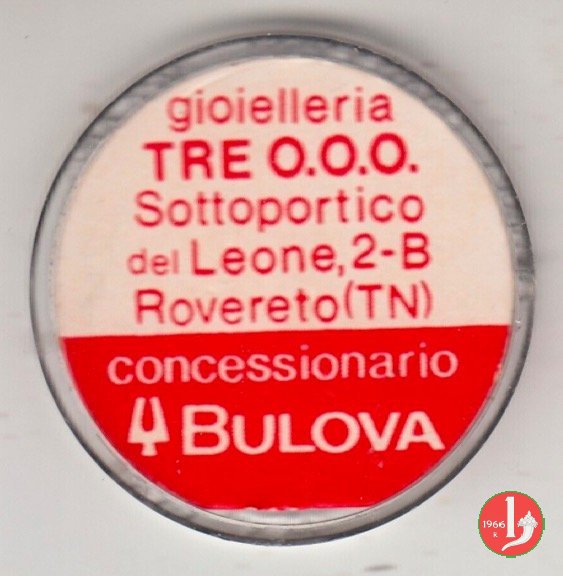 gioielleria
TRE O.O.O.
Sottoportico
del Leone, 2-B
Rovereto (TN)
concessionario
BULOVA
1966
R